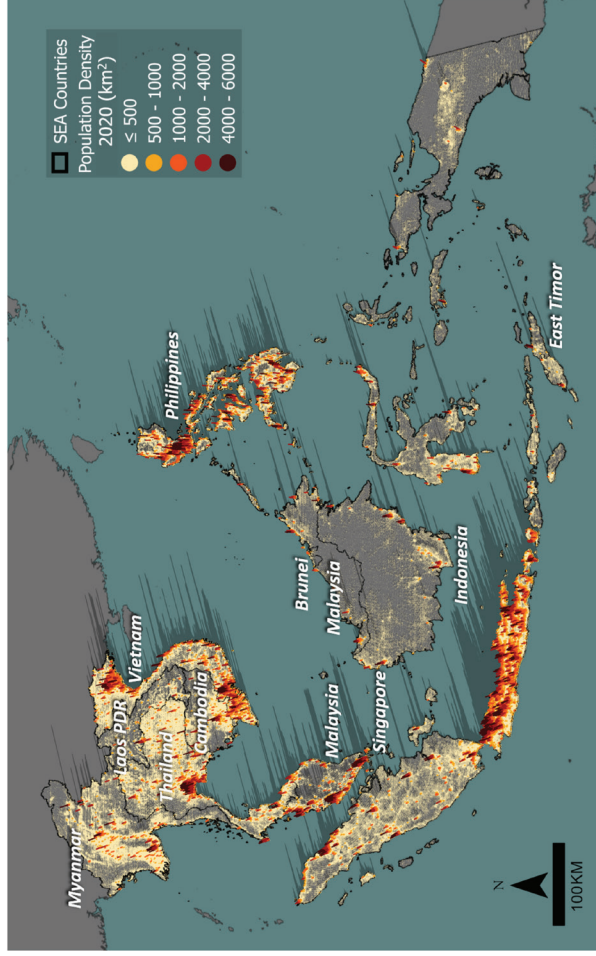 SEA Countries
Population Density
2020 (km²)
≤ 500
500 - 1000
1000 - 2000
2000 - 4000
4000 - 6000
Myanmar
Laos PDR
Vietnam
Thailand
Cambodia
Philippines
Brunei
Malaysia
Malaysia
Singapore
Indonesia
East Timor
N
100KM